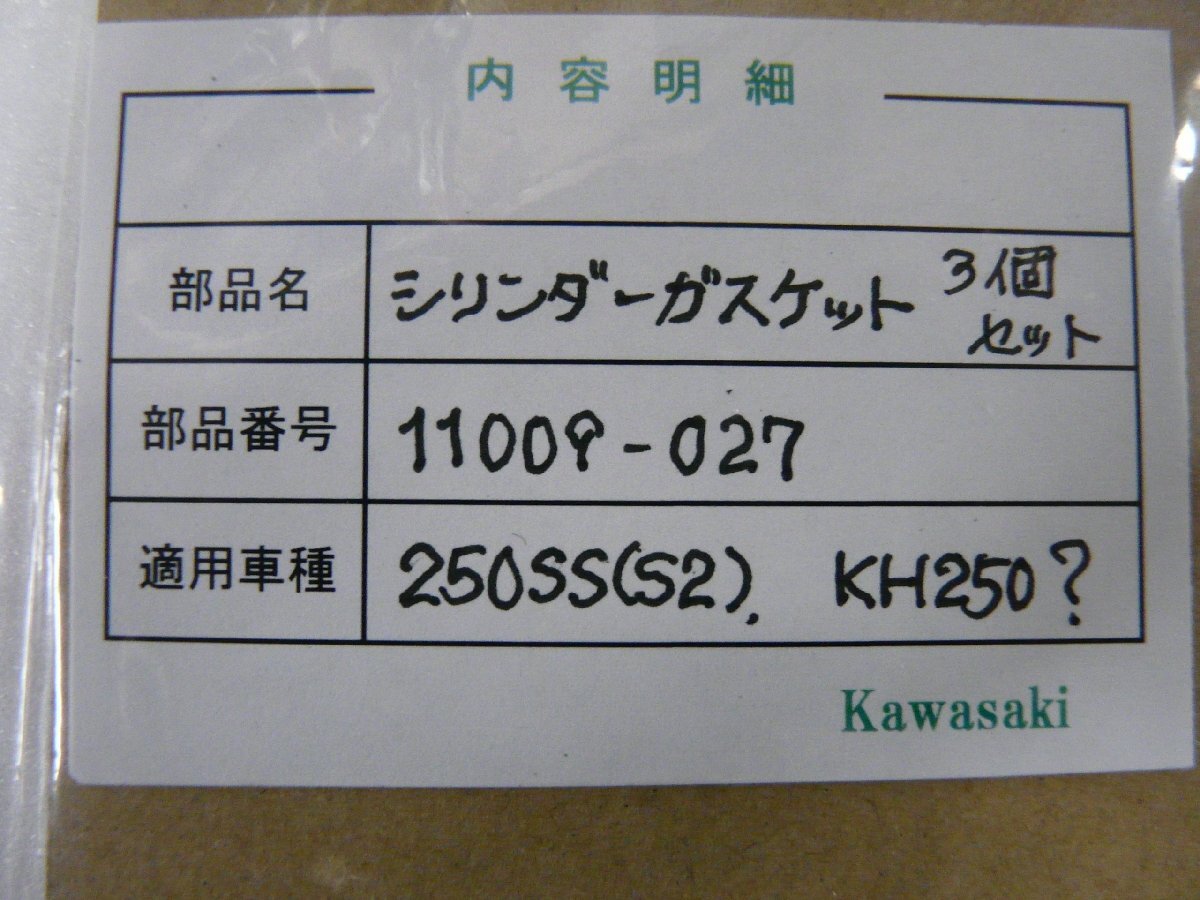 内容明細
部品名 シリンダーガスケット 3個
セット
部品番号 11009-027
適用車種 250SS(S2). KH250?
Kawasaki